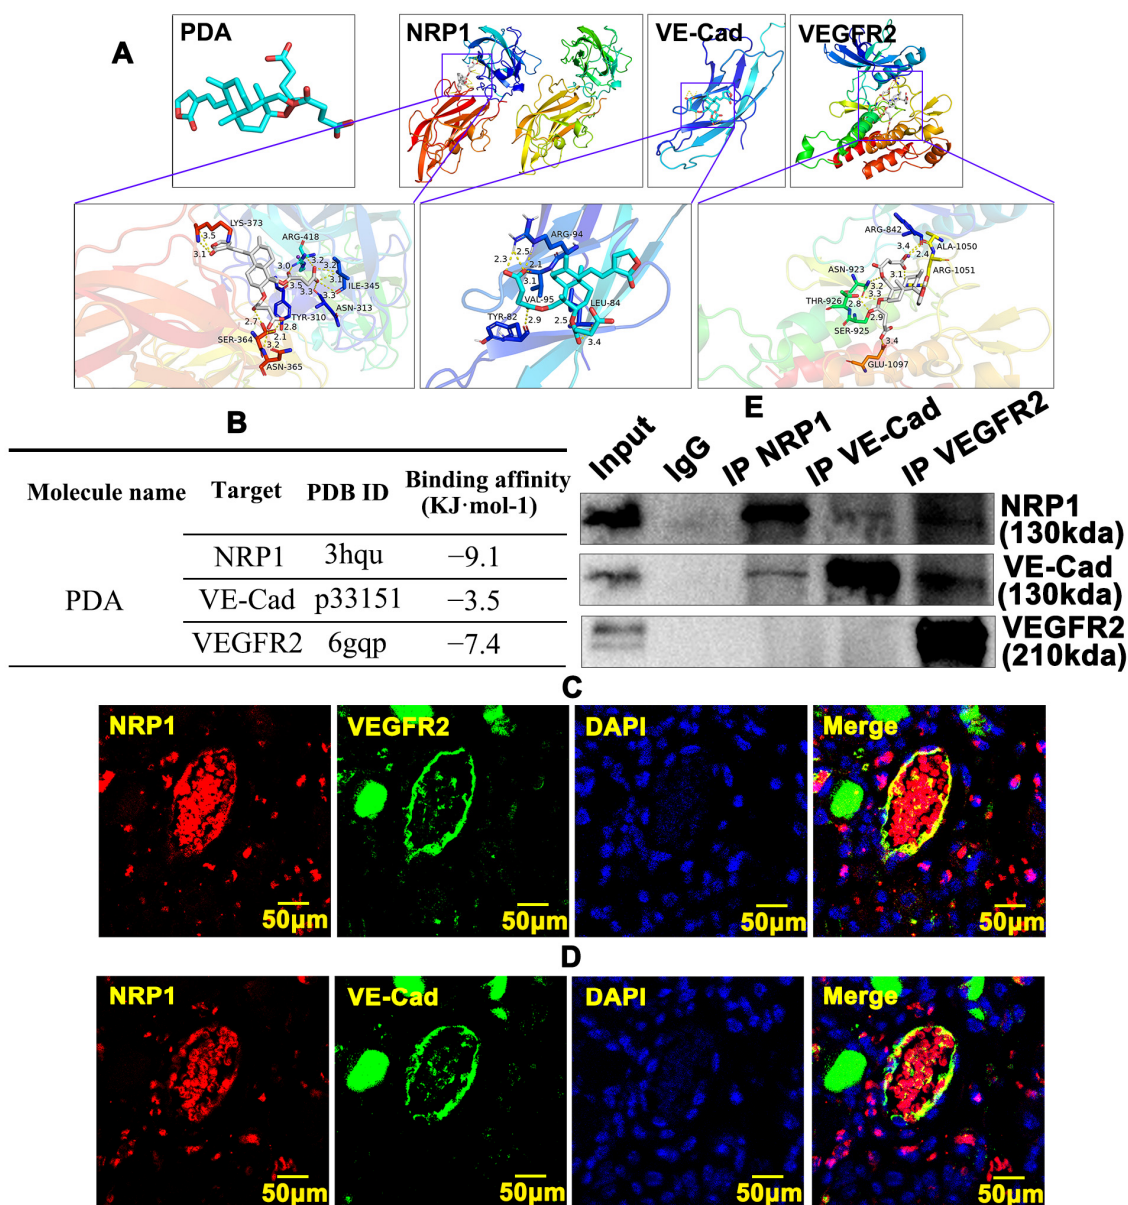 A
PDA
NRP1
VE-Cad
VEGFR2
LYS-373
3.5
3.1
ARG-418
3.0
3.2
3.2
3.1
3.5
3.3
3.3
ILE-345
ASN-313
TYR-310
2.7
2.8
2.1
3.2
SER-364
ASN-365
ARG-94
2.5
2.3
2.1
3.1
VAL-95
LEU-84
TYR-82
2.9
2.5
3.4
ARG-842
3.4
2.4
ALA-1050
ARG-1051
3.1
ASN-923
3.2
3.3
THR-926
2.8
2.9
SER-925
2.9
3.4
GLU-1097
B
Molecule name Target PDB ID Binding affinity
(KJ·mol-1)
NRP1 3hqu −9.1
PDA VE-Cad p33151 −3.5
VEGFR2 6gqp −7.4
E
Input IgG IP NRP1 IP VE-Cad IP VEGFR2
NRP1
(130kda)
VE-Cad
(130kda)
VEGFR2
(210kda)
C
NRP1 VEGFR2 DAPI Merge
50μm 50μm 50μm 50μm
D
NRP1 VE-Cad DAPI Merge
50μm 50μm 50μm 50μm